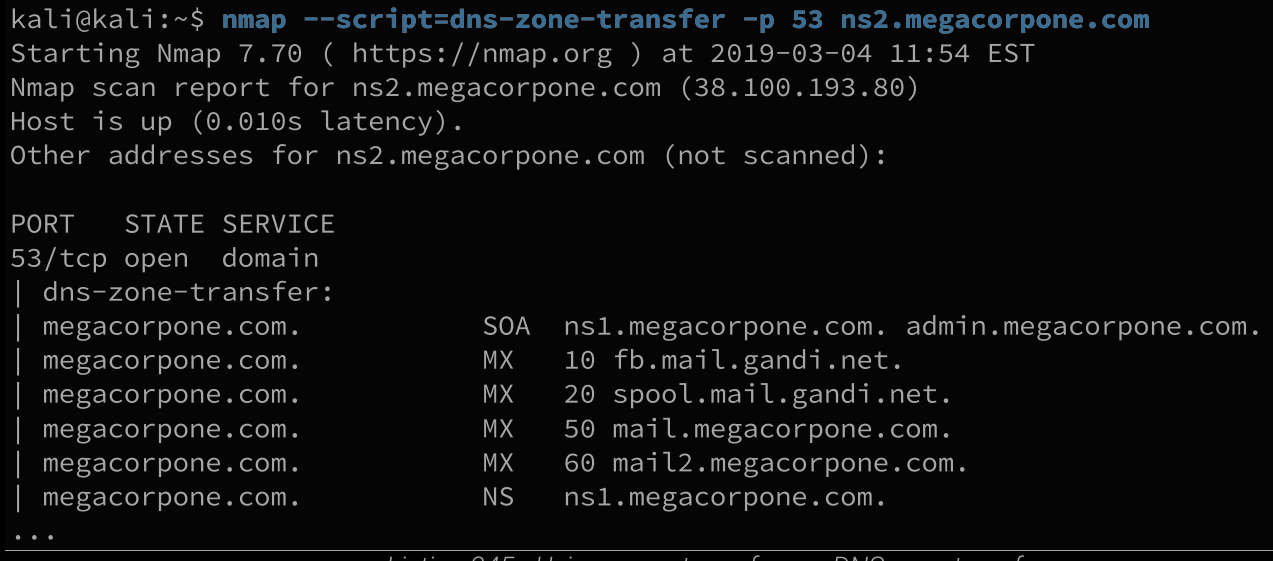 kali@kali:~$ nmap --script=dns-zone-transfer -p 53 ns2.megacorpone.com
Starting Nmap 7.70 ( https://nmap.org ) at 2019-03-04 11:54 EST
Nmap scan report for ns2.megacorpone.com (38.100.193.80)
Host is up (0.010s latency).
Other addresses for ns2.megacorpone.com (not scanned):
PORT   STATE SERVICE
53/tcp open  domain
| dns-zone-transfer:
| megacorpone.com.           SOA  ns1.megacorpone.com. admin.megacorpone.com.
| megacorpone.com.           MX   10 fb.mail.gandi.net.
| megacorpone.com.           MX   20 spool.mail.gandi.net.
| megacorpone.com.           MX   50 mail.megacorpone.com.
| megacorpone.com.           MX   60 mail2.megacorpone.com.
| megacorpone.com.           NS   ns1.megacorpone.com.
...